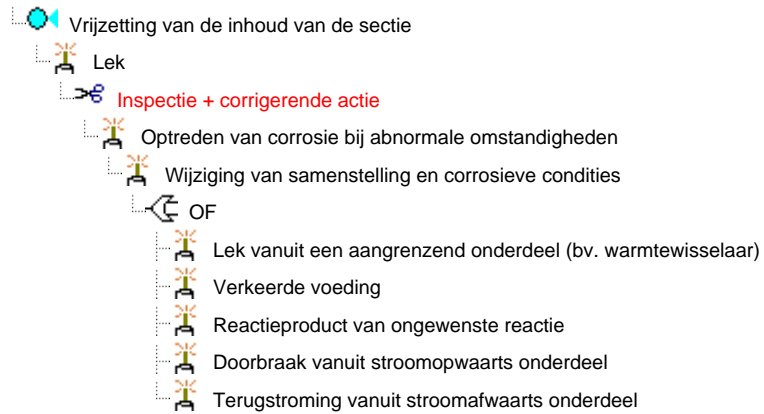 Vrijzetting van de inhoud van de sectie
Lek
Inspectie + corrigerende actie
Optreden van corrosie bij abnormale omstandigheden
Wijziging van samenstelling en corrosieve condities
OF
Lek vanuit een aangrenzend onderdeel (bv. warmtewisselaar)
Verkeerde voeding
Reactieproduct van ongewenste reactie
Doorbraak vanuit stroomopwaarts onderdeel
Terugstroming vanuit stroomafwaarts onderdeel